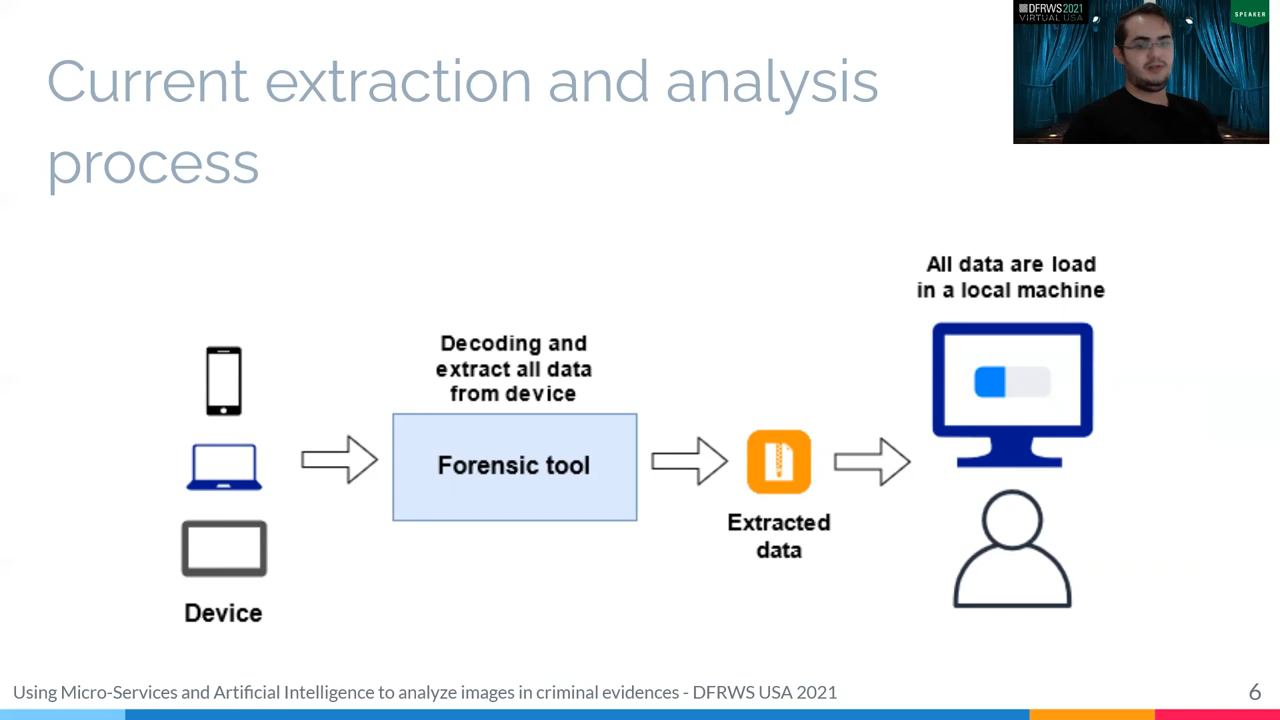 Current extraction and analysis
process
DFRWS2021
VIRTUAL USA
SPEAKER
All data are load
in a local machine
Decoding and
extract all data
from device
Forensic tool
Extracted
data
Device
Using Micro-Services and Artificial Intelligence to analyze images in criminal evidences - DFRWS USA 2021
6